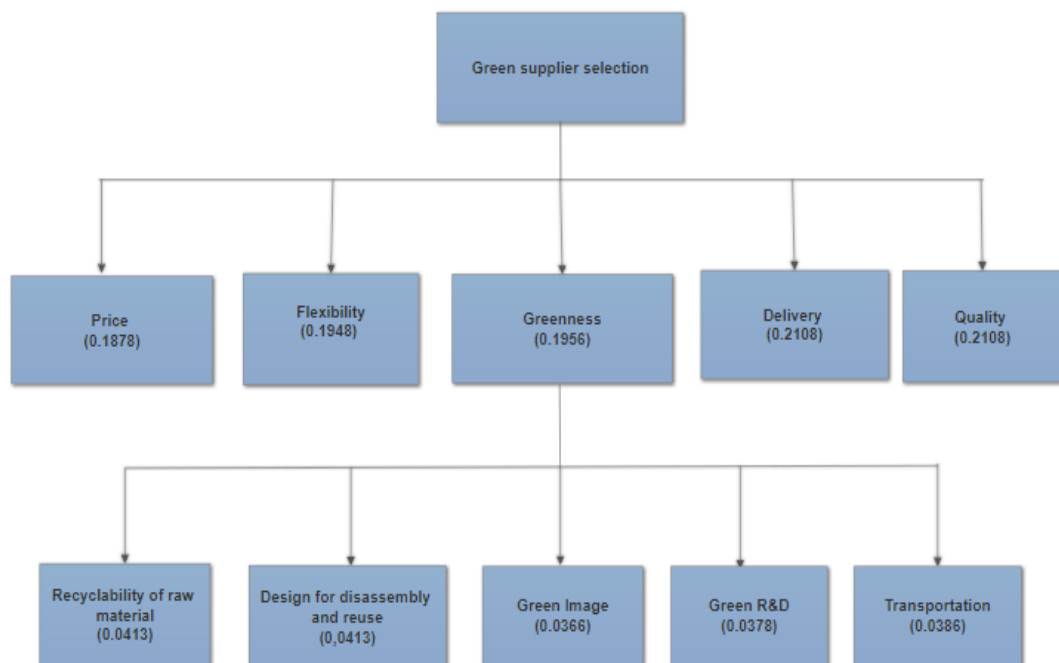 Green supplier selection
Price
(0.1878)
Flexibility
(0.1948)
Greenness
(0.1956)
Delivery
(0.2108)
Quality
(0.2108)
Recyclability of raw
material
(0.0413)
Design for disassembly
and reuse
(0,0413)
Green Image
(0.0366)
Green R&D
(0.0378)
Transportation
(0.0386)